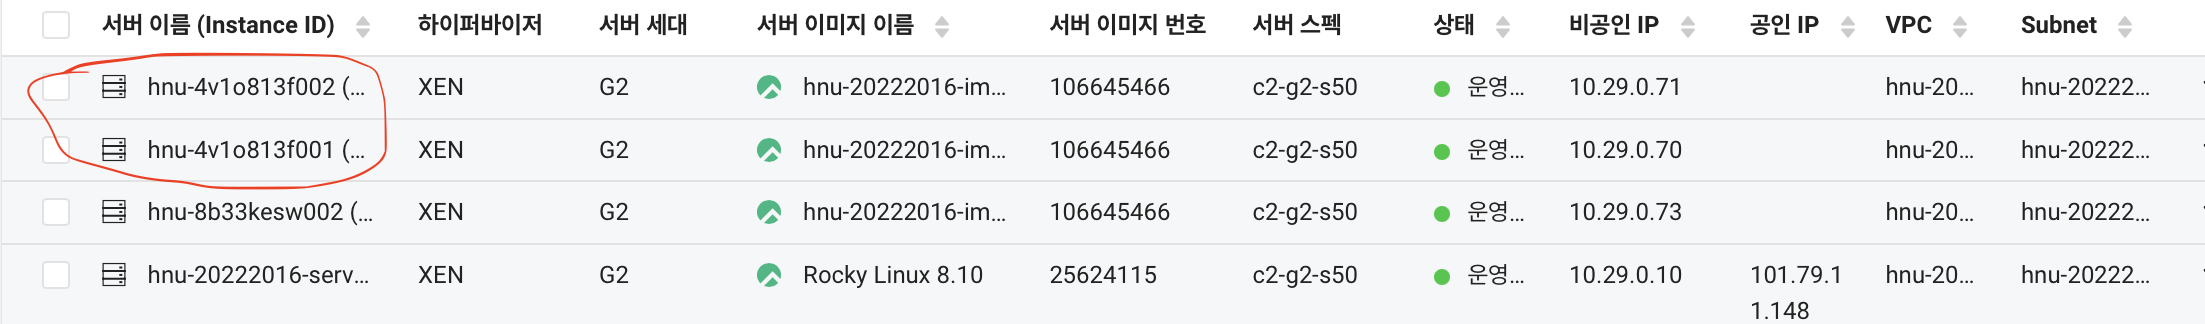 서버 이름 (Instance ID) 하이퍼바이저 서버 세대 서버 이미지 이름 서버 이미지 번호 서버 스펙 상태 비공인 IP 공인 IP VPC Subnet
hnu-4v1o813f002 (... XEN G2 hnu-20222016-im... 106645466 c2-g2-s50 운영... 10.29.0.71 hnu-20... hnu-20222...
hnu-4v1o813f001 (... XEN G2 hnu-20222016-im... 106645466 c2-g2-s50 운영... 10.29.0.70 hnu-20... hnu-20222...
hnu-8b33kesw002 (... XEN G2 hnu-20222016-im... 106645466 c2-g2-s50 운영... 10.29.0.73 hnu-20... hnu-20222...
hnu-20222016-serv... XEN G2 Rocky Linux 8.10 25624115 c2-g2-s50 운영... 10.29.0.10 101.79.1 hnu-20... hnu-20222...
1.148